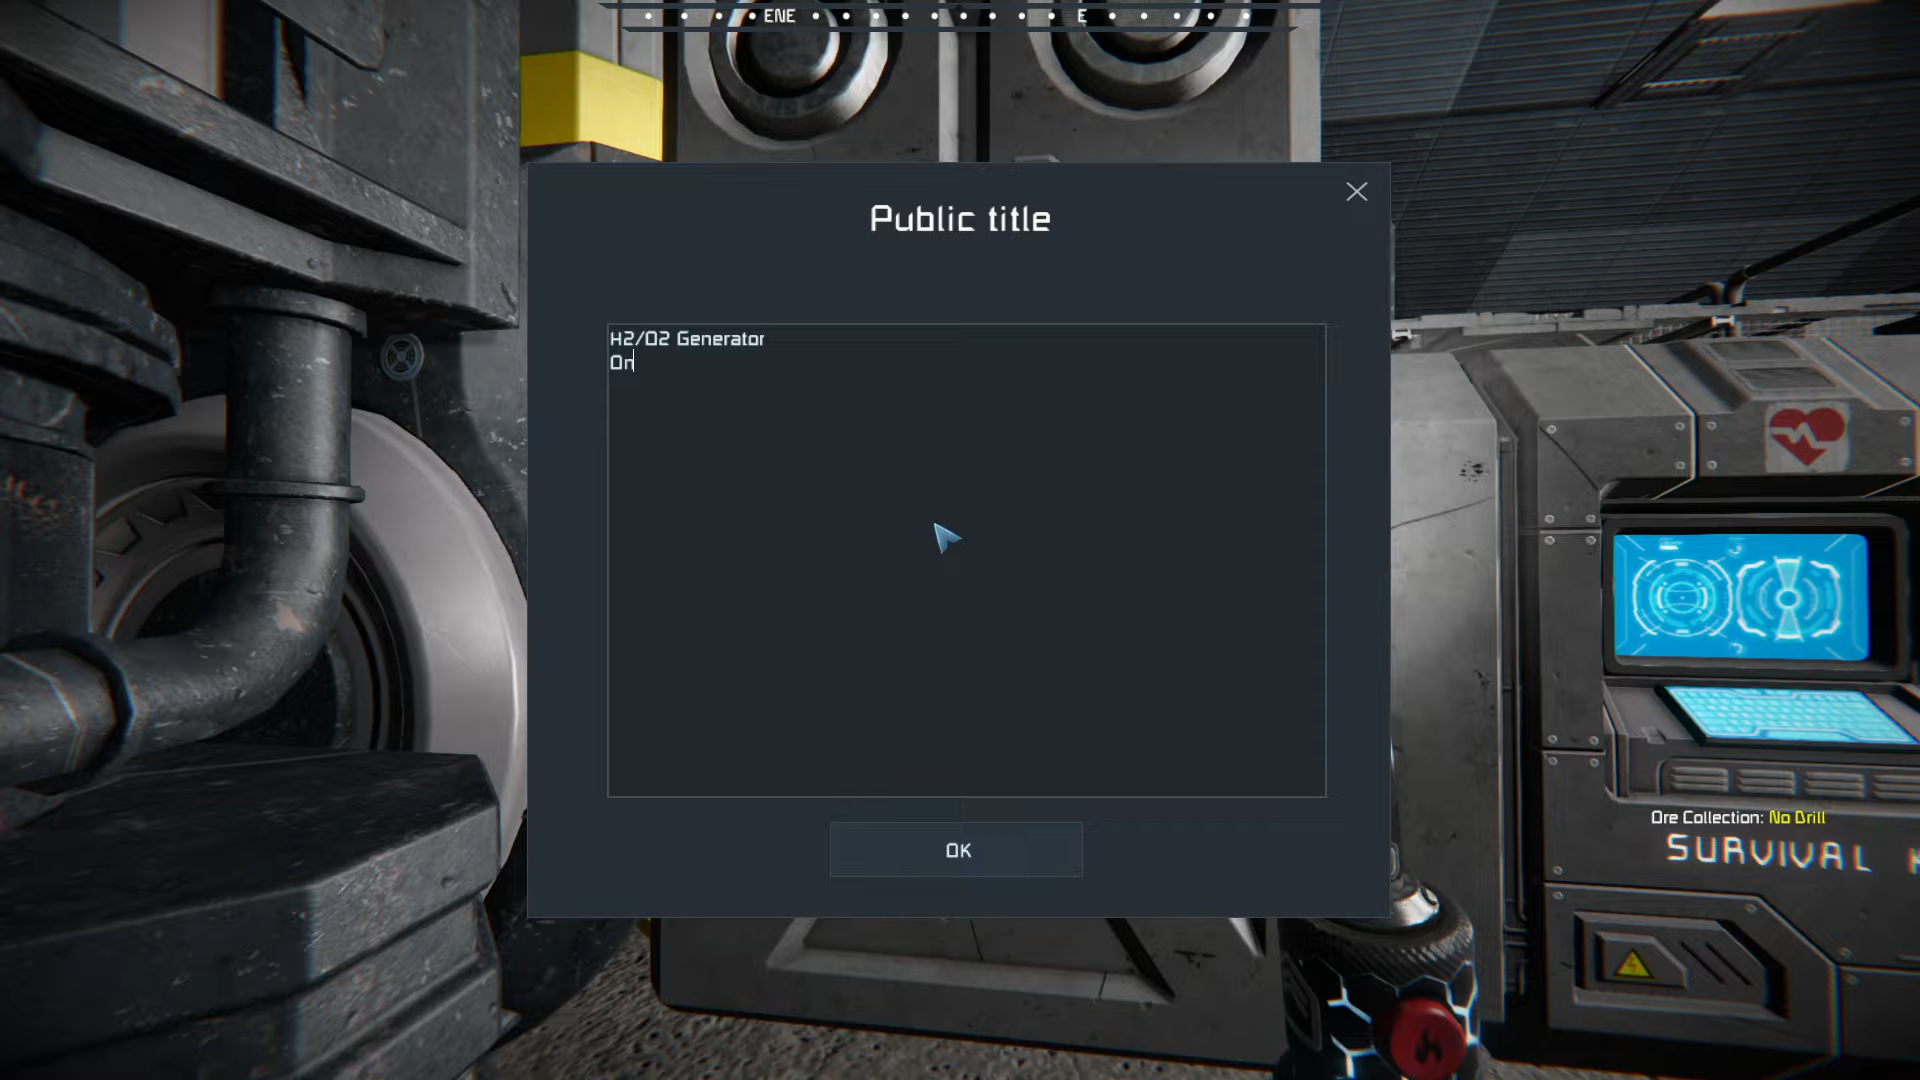 ENE
E
Public title
H2/O2 Generator
On
OK
Ore Collection: No Drill
SURVIVAL